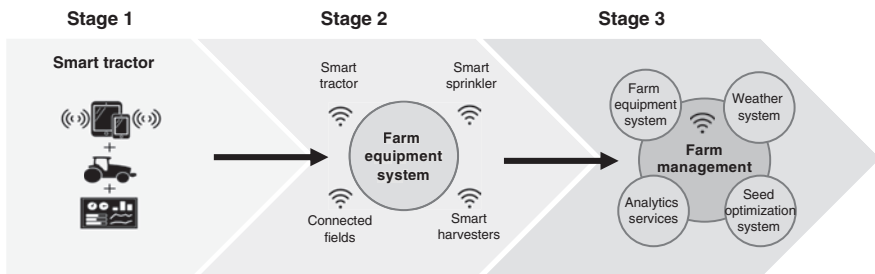 Stage 1
Stage 2
Stage 3
Smart tractor
+
+
Smart
tractor
Smart
sprinkler
Farm
equipment
system
Connected
fields
Smart
harvesters
Farm
equipment
system
Weather
system
Farm
management
Analytics
services
Seed
optimization
system